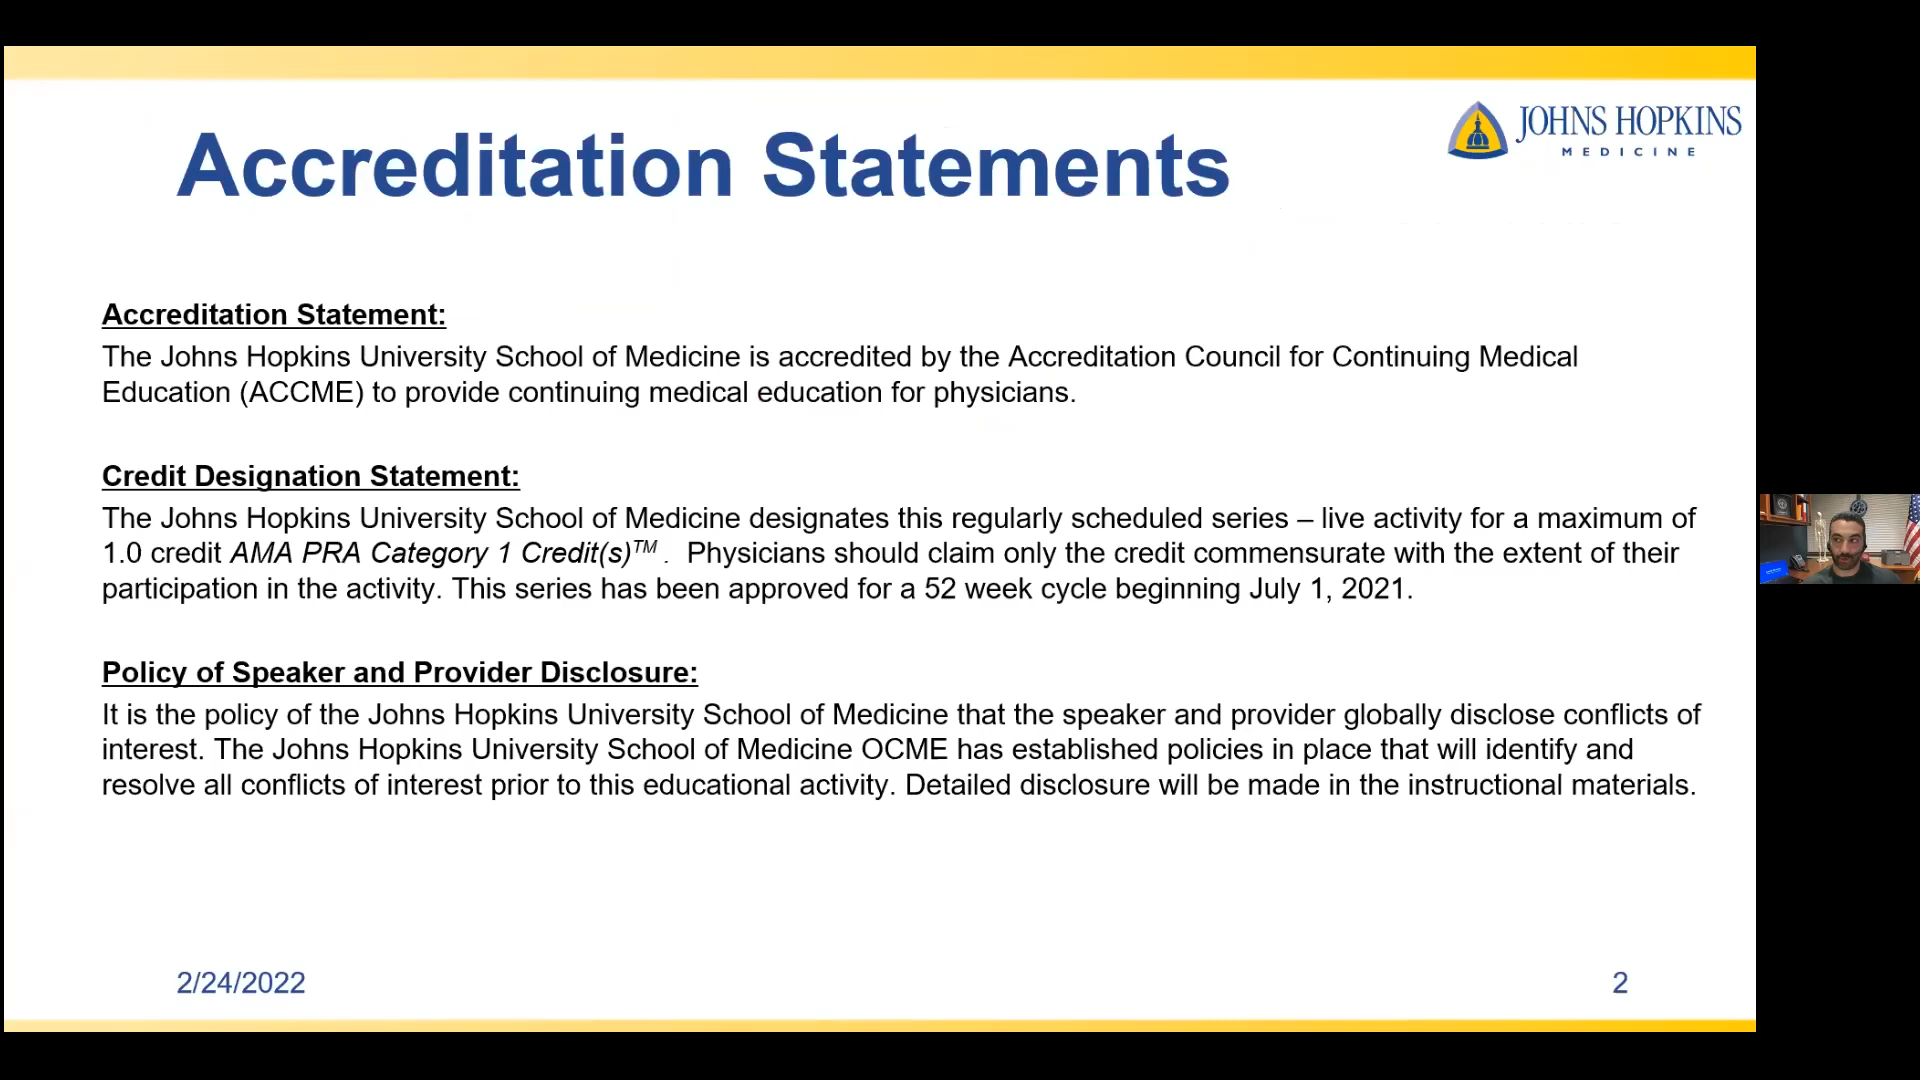 JOHNS HOPKINS
MEDICINE
Accreditation Statements
Accreditation Statement:
The Johns Hopkins University School of Medicine is accredited by the Accreditation Council for Continuing Medical
Education (ACCME) to provide continuing medical education for physicians.
Credit Designation Statement:
The Johns Hopkins University School of Medicine designates this regularly scheduled series – live activity for a maximum of
1.0 credit AMA PRA Category 1 Credit(s)™ . Physicians should claim only the credit commensurate with the extent of their
participation in the activity. This series has been approved for a 52 week cycle beginning July 1, 2021.
Policy of Speaker and Provider Disclosure:
It is the policy of the Johns Hopkins University School of Medicine that the speaker and provider globally disclose conflicts of
interest. The Johns Hopkins University School of Medicine OCME has established policies in place that will identify and
resolve all conflicts of interest prior to this educational activity. Detailed disclosure will be made in the instructional materials.
2/24/2022
2